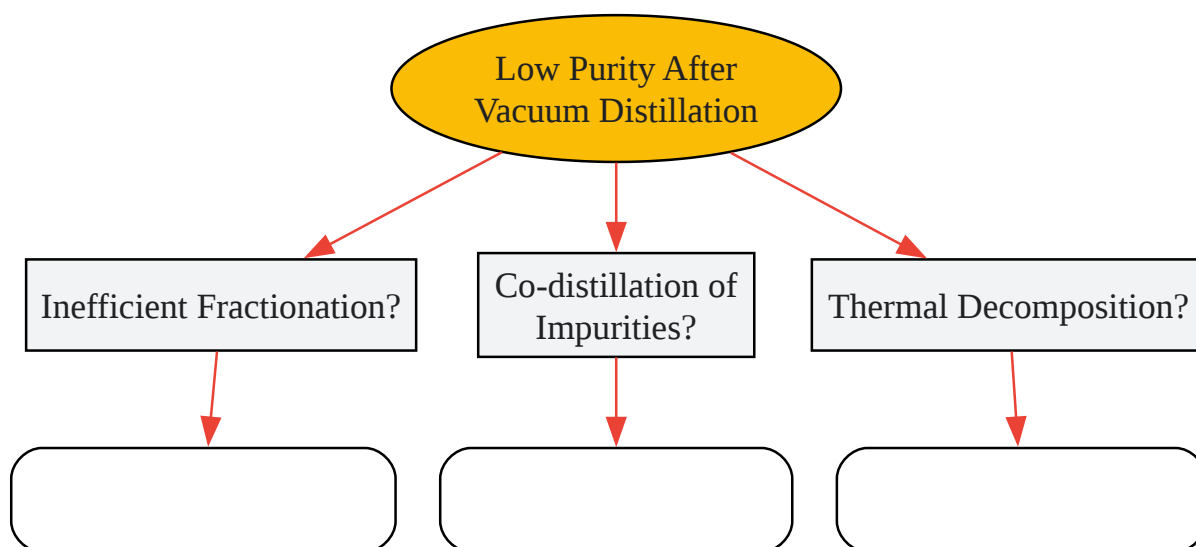 Low Purity After
Vacuum Distillation
Inefficient Fractionation?
Co-distillation of
Impurities?
Thermal Decomposition?